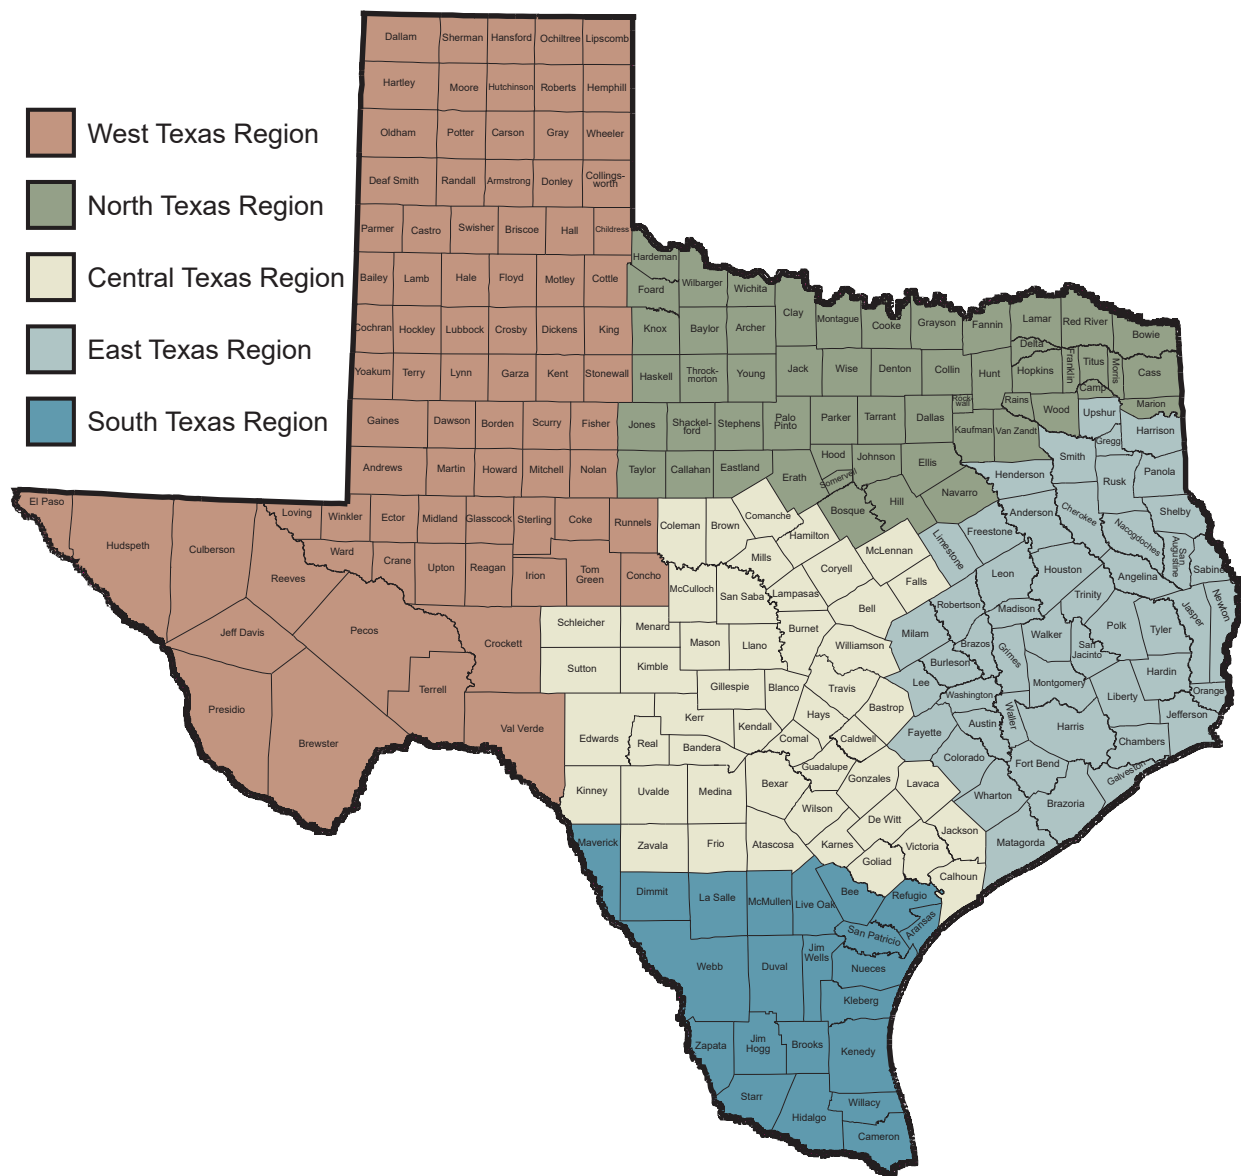 West Texas Region
North Texas Region
Central Texas Region
East Texas Region
South Texas Region
Dallam
Sherman
Hansford
Ochiltree
Lipscomb
Hartley
Moore
Hutchinson
Roberts
Hemphill
Oldham
Potter
Carson
Gray
Wheeler
Deaf Smith
Randall
Armstrong
Donley
Collings-
worth
Parmer
Castro
Swisher
Briscoe
Hall
Childress
Hardeman
Bailey
Lamb
Hale
Floyd
Motley
Cottle
Foard
Wilbarger
Wichita
Clay
Montague
Cooke
Grayson
Fannin
Lamar
Red River
Bowie
Cochran
Hockley
Lubbock
Crosby
Dickens
King
Knox
Baylor
Archer
Delta
Yoakum
Terry
Lynn
Garza
Kent
Stonewall
Haskell
Throck-
morton
Young
Jack
Wise
Denton
Collin
Hunt
Hopkins
Franklin
Titus
Morris
Cass
Camp
Gaines
Dawson
Borden
Scurry
Fisher
Jones
Shackel-
ford
Stephens
Palo
Pinto
Parker
Tarrant
Dallas
Rock-
wall
Kaufman
Rains
Van Zandt
Wood
Upshur
Marion
Harrison
Gregg
Andrews
Martin
Howard
Mitchell
Nolan
Taylor
Callahan
Eastland
Erath
Hood
Somervell
Johnson
Ellis
Henderson
Smith
Rusk
Panola
El Paso
Hudspeth
Culberson
Loving
Winkler
Ector
Midland
Glasscock
Sterling
Coke
Runnels
Coleman
Brown
Comanche
Hamilton
Bosque
Hill
Navarro
Freestone
Anderson
Cherokee
Nacogdoches
Shelby
San
Augustine
Sabine
Reeves
Ward
Crane
Upton
Reagan
Irion
Tom
Green
Concho
McCulloch
San Saba
Mills
Lampasas
Coryell
McLennan
Limestone
Falls
Leon
Houston
Angelina
Trinity
Jasper
Newton
Jeff Davis
Pecos
Crockett
Schleicher
Menard
Mason
Llano
Burnet
Bell
Williamson
Milam
Robertson
Brazos
Madison
Grimes
Walker
San
Jacinto
Polk
Tyler
Hardin
Orange
Presidio
Brewster
Terrell
Val Verde
Sutton
Kimble
Gillespie
Blanco
Travis
Bastrop
Lee
Burleson
Washington
Montgomery
Liberty
Jefferson
Edwards
Real
Kerr
Bandera
Kendall
Hays
Comal
Caldwell
Fayette
Austin
Waller
Harris
Chambers
Galveston
Kinney
Uvalde
Medina
Bexar
Guadalupe
Gonzales
Lavaca
Colorado
Wharton
Fort Bend
Brazoria
Matagorda
Maverick
Zavala
Frio
Atascosa
Wilson
Karnes
De Witt
Goliad
Victoria
Jackson
Calhoun
Dimmit
La Salle
McMullen
Live Oak
Bee
Refugio
Aransas
San Patricio
Webb
Duval
Jim
Wells
Nueces
Kleberg
Zapata
Jim
Hogg
Brooks
Kenedy
Starr
Hidalgo
Willacy
Cameron